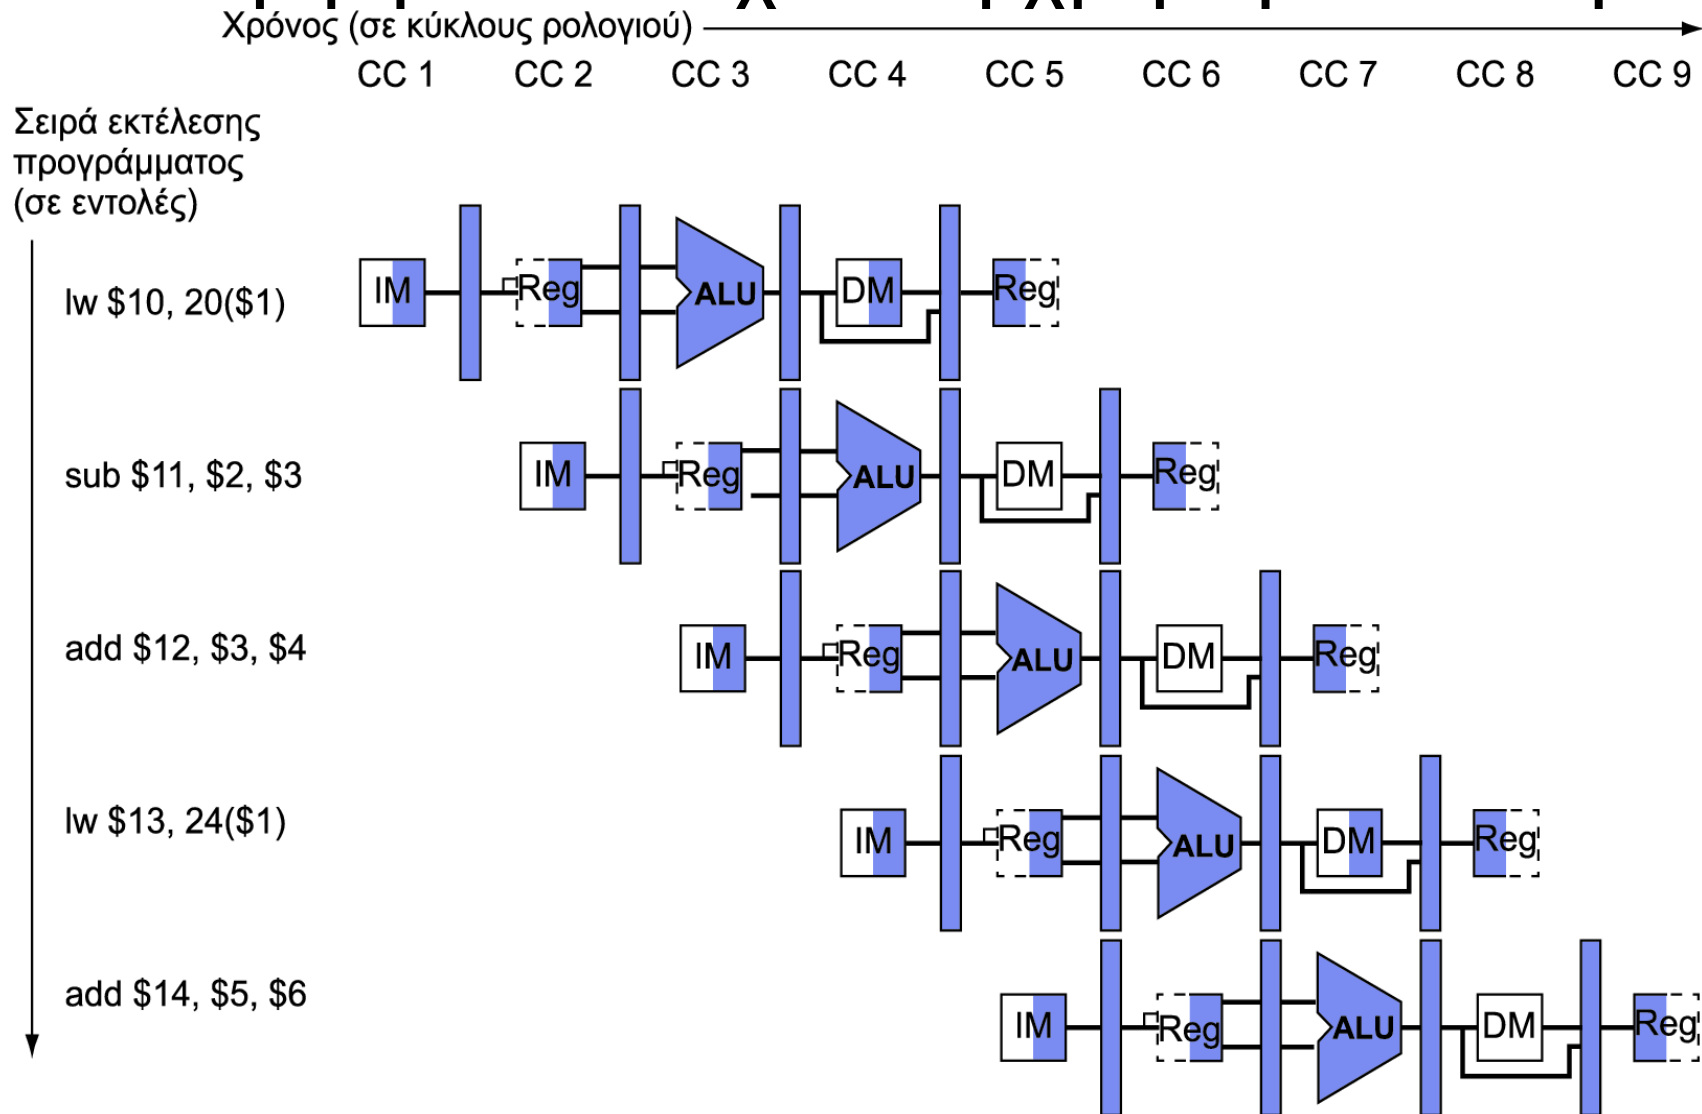 Χρόνος (σε κύκλους ρολογιού)
CC 1 CC 2 CC 3 CC 4 CC 5 CC 6 CC 7 CC 8 CC 9
Σειρά εκτέλεσης
προγράμματος
(σε εντολές)
lw $10, 20($1) IM Reg ALU DM Reg
sub $11, $2, $3 IM Reg ALU DM Reg
add $12, $3, $4 IM Reg ALU DM Reg
lw $13, 24($1) IM Reg ALU DM Reg
add $14, $5, $6 IM Reg ALU DM Reg